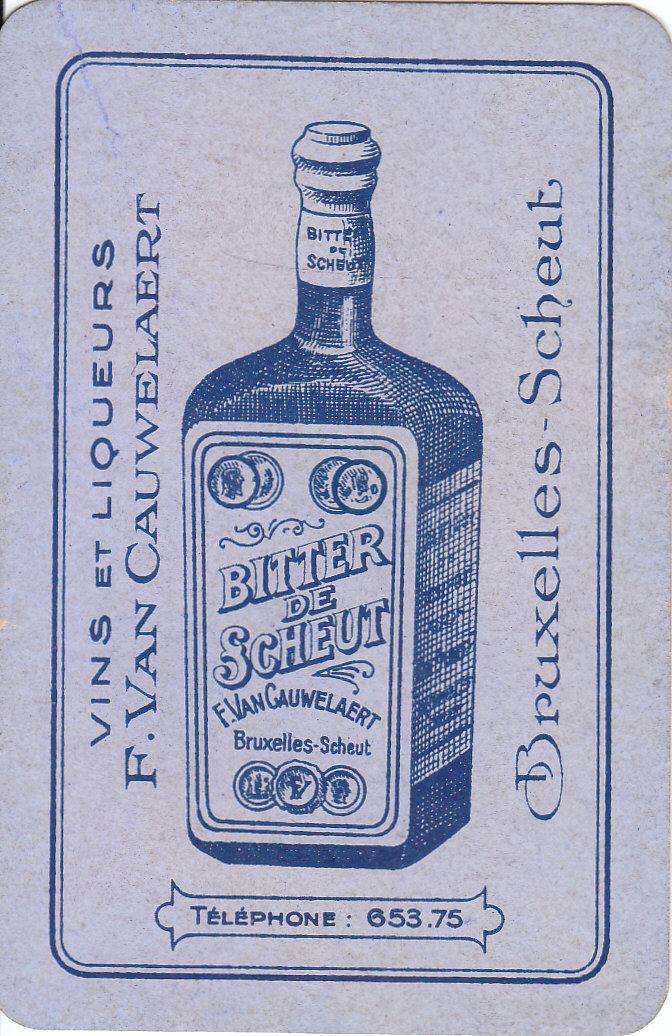 VINS ET LIQUEURS
F. VAN CAUWELAERT
BITTER
DE
SCHEUT
BITTER
DE
SCHEUT
F. VAN CAUWELAERT
Bruxelles-Scheut
Bruxelles-Scheut
TÉLÉPHONE : 653.75